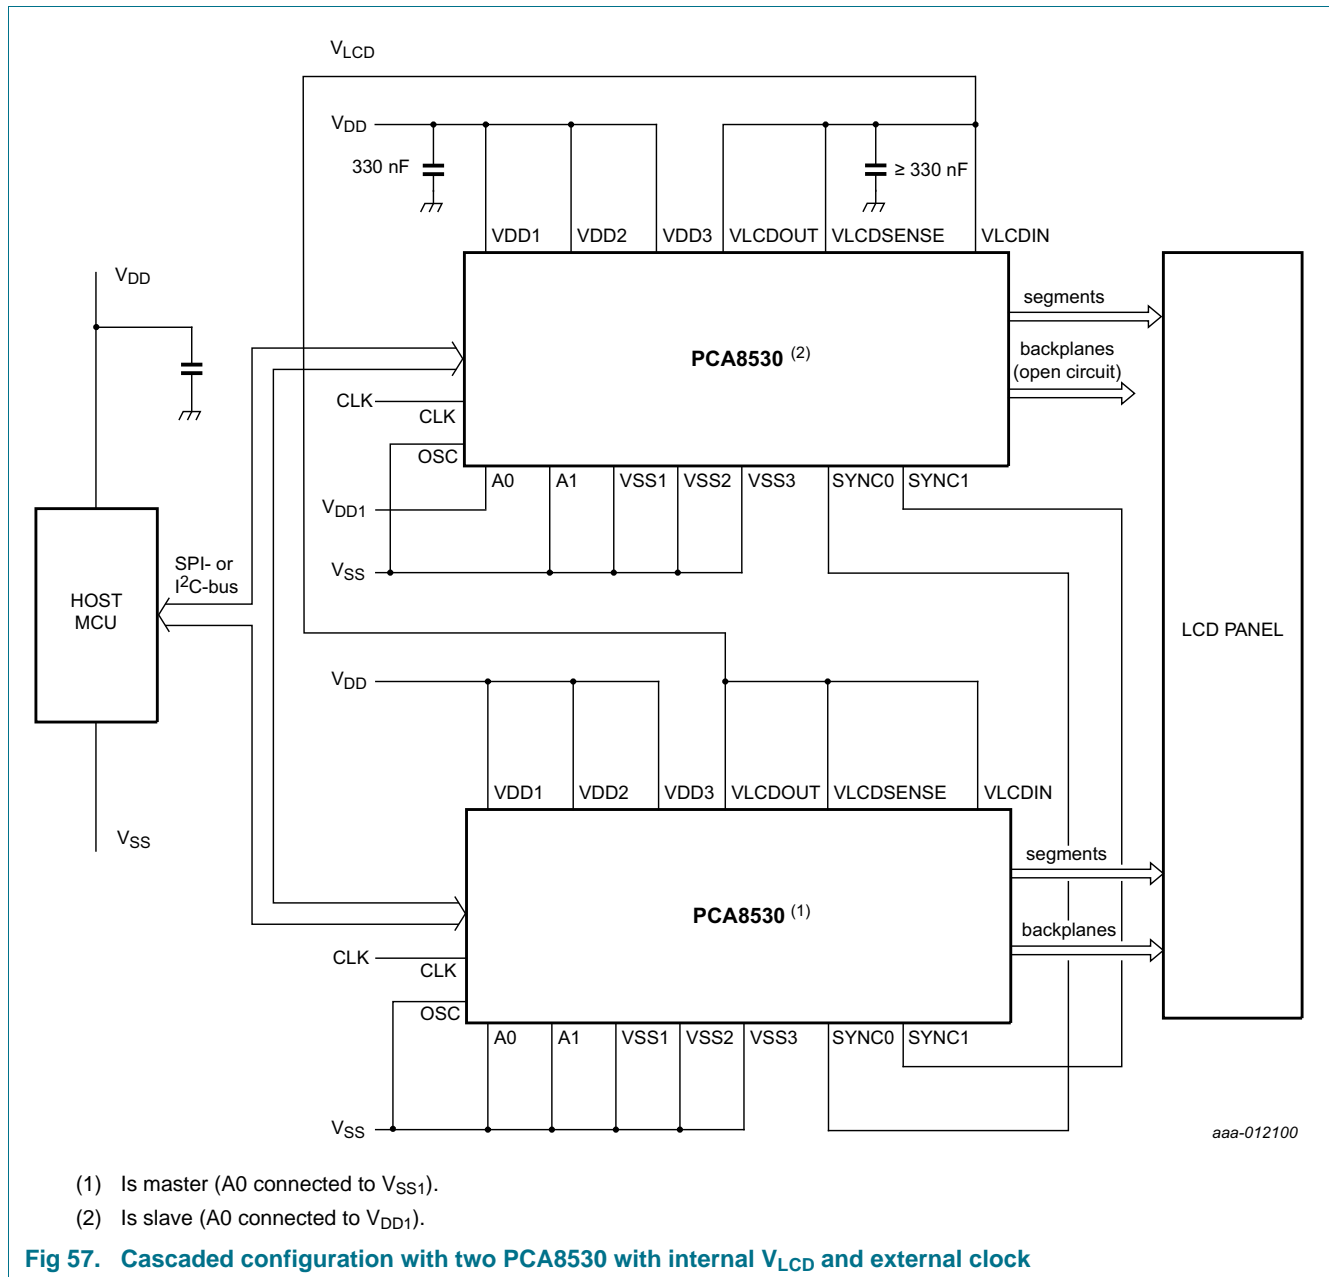 VLCD
VDD
330 nF
≥ 330 nF
VDD1 VDD2 VDD3 VLCDOUT VLCDSENSE VLCDIN
VDD
segments
PCA8530 (2)
backplanes
(open circuit)
CLK
CLK
OSC
A0 A1 VSS1 VSS2 VSS3 SYNC0 SYNC1
VDD1
VSS
SPI- or
I2C-bus
HOST
MCU
LCD PANEL
VDD
VDD1 VDD2 VDD3 VLCDOUT VLCDSENSE VLCDIN
VSS
segments
PCA8530 (1)
backplanes
CLK
CLK
OSC
A0 A1 VSS1 VSS2 VSS3 SYNC0 SYNC1
VSS
aaa-012100
(1) Is master (A0 connected to VSS1).
(2) Is slave (A0 connected to VDD1).
Fig 57. Cascaded configuration with two PCA8530 with internal VLCD and external clock